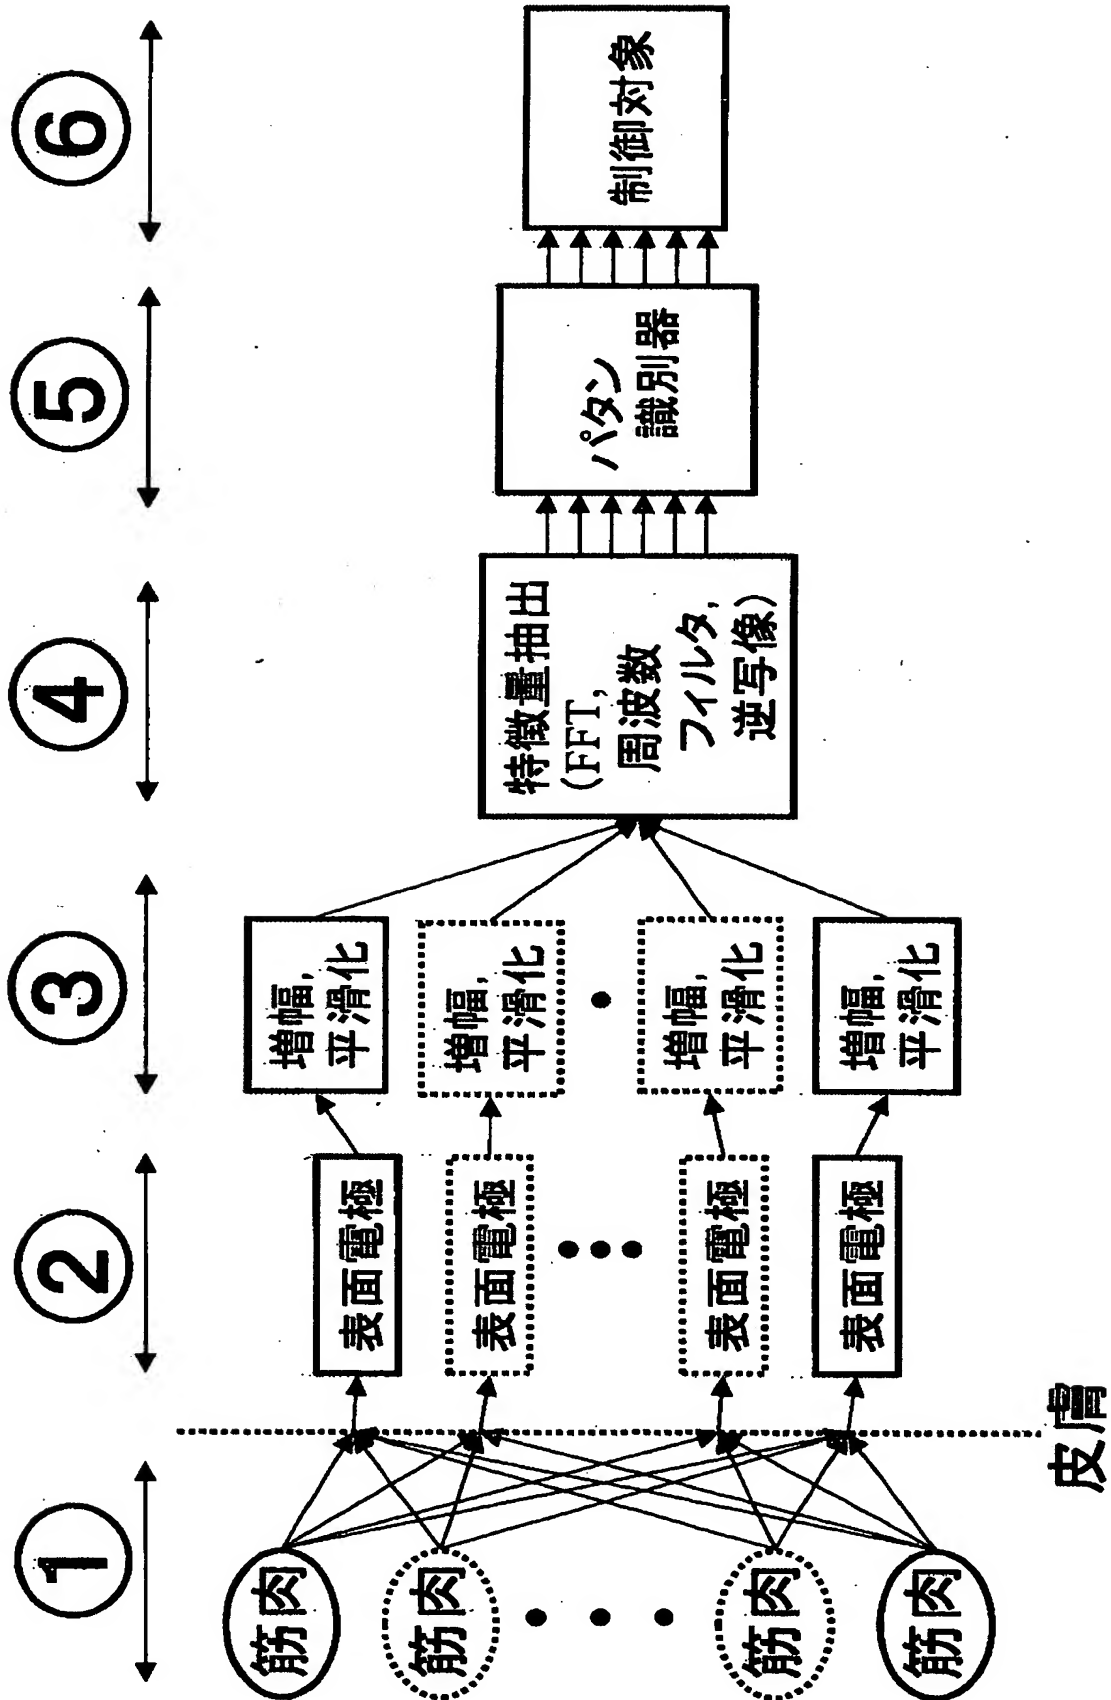 ①
②
③
④
⑤
⑥
筋肉
筋肉
筋肉
筋肉
皮膚
表面電極
表面電極
表面電極
表面電極
増幅,
平滑化
増幅,
平滑化
増幅,
平滑化
増幅,
平滑化
特徴量抽出
(FFT,
周波数
フィルタ,
逆写像)
パタン
識別器
制御対象